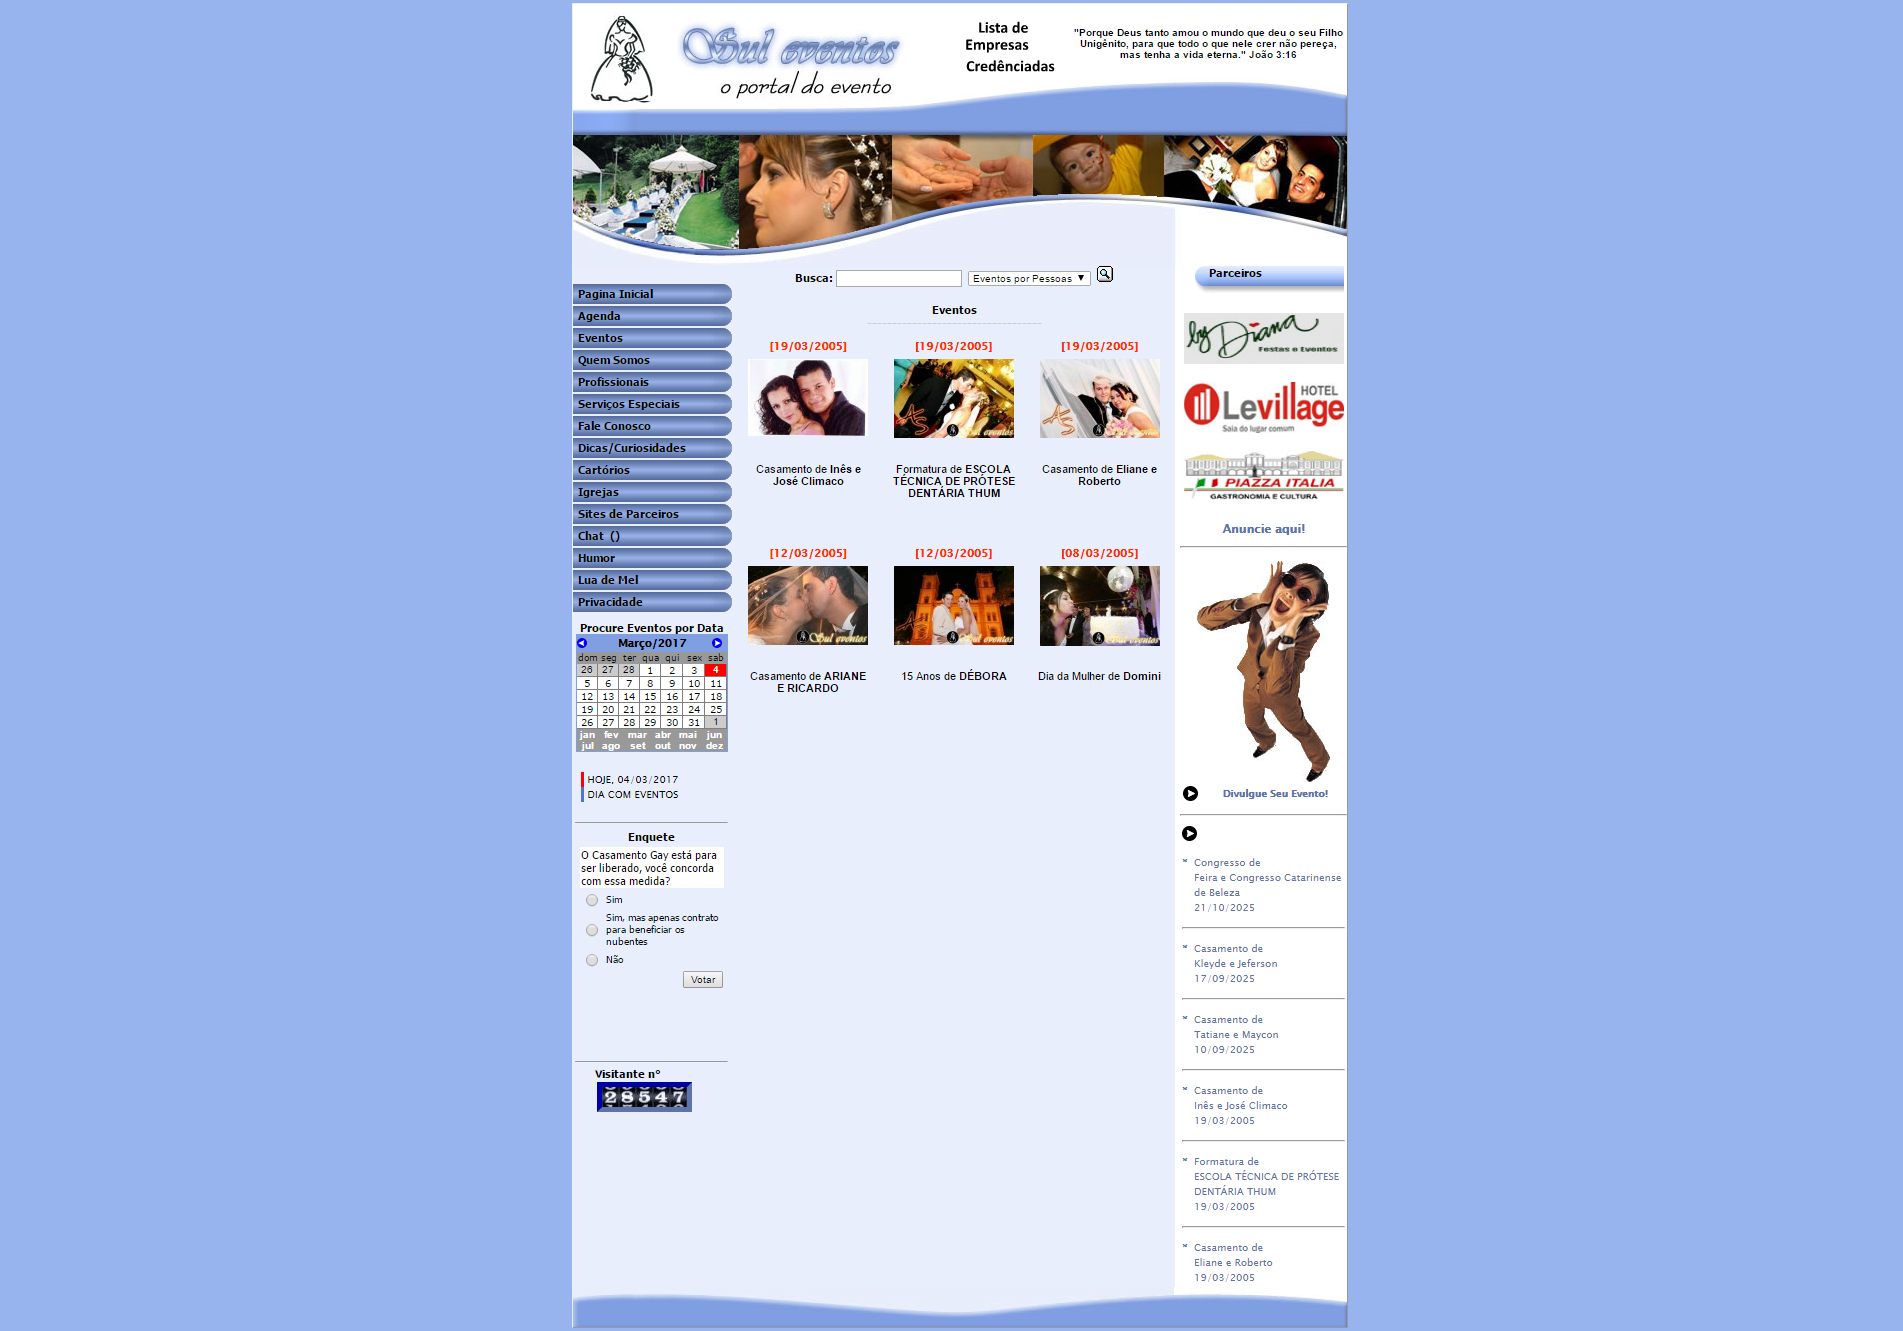 Sul eventos
o portal do evento
Lista de
Empresas
Credênciadas
"Porque Deus tanto amou o mundo que deu o seu Filho
Unigênito, para que todo o que nele crer não pereça,
mas tenha a vida eterna." João 3:16
Busca:
Eventos por Pessoas
Pagina Inicial
Agenda
Eventos
Quem Somos
Profissionais
Serviços Especiais
Fale Conosco
Dicas/Curiosidades
Cartórios
Igrejas
Sites de Parceiros
Chat ()
Humor
Lua de Mel
Privacidade
Procure Eventos por Data
Março/2017
dom seg ter qua qui sex sab
26 27 28 1 2 3 4
5 6 7 8 9 10 11
12 13 14 15 16 17 18
19 20 21 22 23 24 25
26 27 28 29 30 31 1
jan fev mar abr mai jun
jul ago set out nov dez
HOJE, 04/03/2017
DIA COM EVENTOS
Enquete
O Casamento Gay está para
ser liberado, você concorda
com essa medida?
Sim
Sim, mas apenas contrato
para beneficiar os
nubentes
Não
Votar
Visitante n°
28547
Eventos
[19/03/2005] [19/03/2005] [19/03/2005]
AS Sul eventos
AS Sul eventos
Casamento de Inês e
José Climaco
Formatura de ESCOLA
TÉCNICA DE PRÓTESE
DENTÁRIA THUM
Casamento de Eliane e
Roberto
[12/03/2005] [12/03/2005] [08/03/2005]
Sul eventos
Sul eventos
Sul eventos
Casamento de ARIANE
E RICARDO
15 Anos de DÉBORA
Dia da Mulher de Domini
Parceiros
by Diana
Festas e Eventos
HOTEL
Levillage
Saia do lugar comum
PIAZZA ITALIA
GASTRONOMIA E CULTURA
Anuncie aqui!
Divulgue Seu Evento!
Congresso de
Feira e Congresso Catarinense
de Beleza
21/10/2025
Casamento de
Kleyde e Jeferson
17/09/2025
Casamento de
Tatiane e Maycon
10/09/2025
Casamento de
Inês e José Climaco
19/03/2005
Formatura de
ESCOLA TÉCNICA DE PRÓTESE
DENTÁRIA THUM
19/03/2005
Casamento de
Eliane e Roberto
19/03/2005